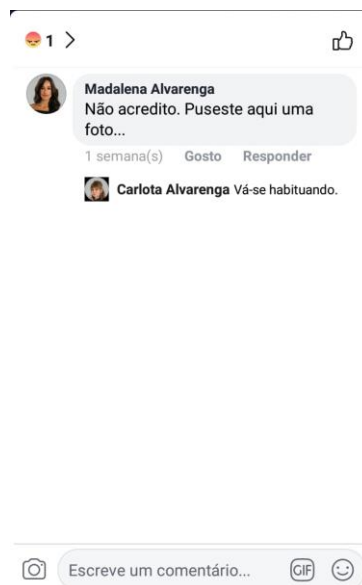 1
Madalena Alvarenga
Não acredito. Puseste aqui uma
foto...
1 semana(s) Gosto Responder
Carlota Alvarenga Vá-se habituando.
Escreve um comentário... GIF